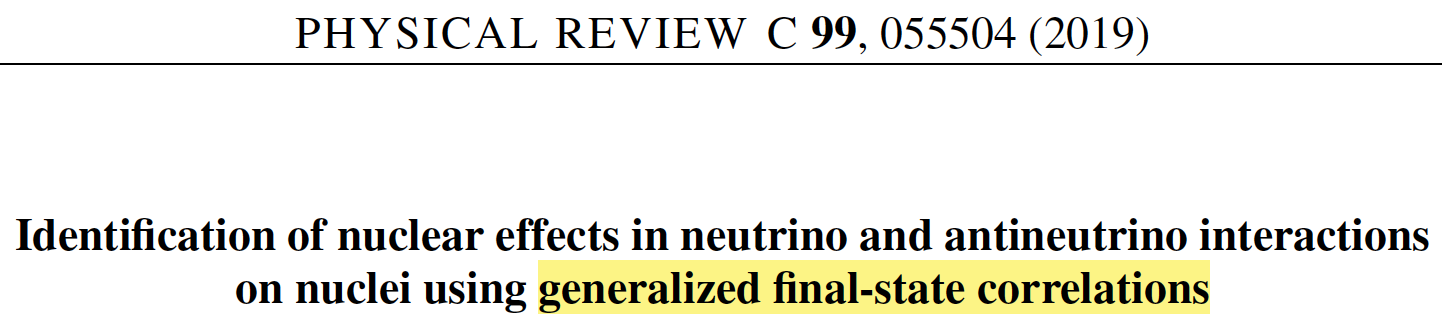 PHYSICAL REVIEW C 99, 055504 (2019)
Identification of nuclear effects in neutrino and antineutrino interactions
on nuclei using generalized final-state correlations